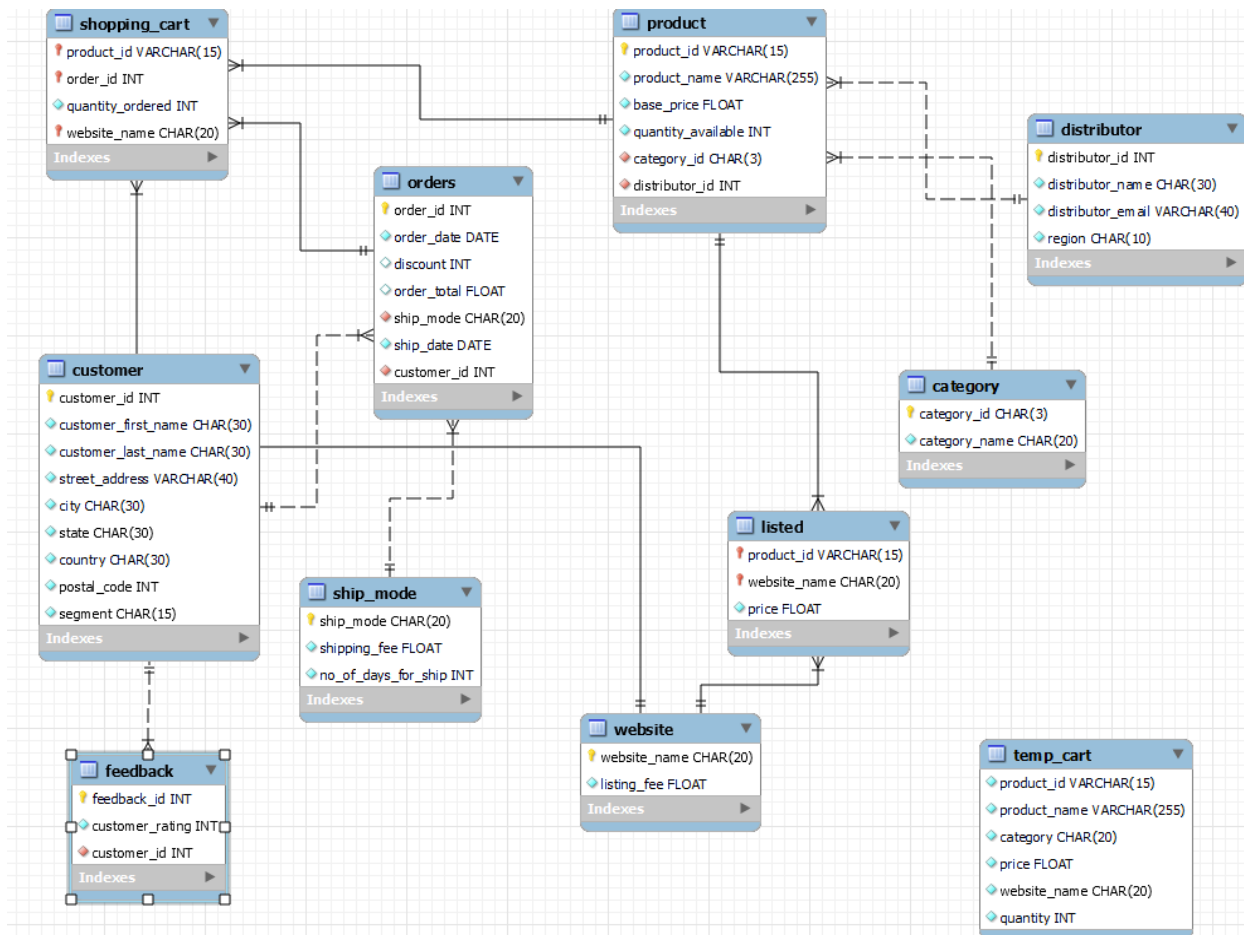 shopping_cart
product_id VARCHAR(15)
order_id INT
quantity_ordered INT
website_name CHAR(20)
Indexes
product
product_id VARCHAR(15)
product_name VARCHAR(255)
base_price FLOAT
quantity_available INT
category_id CHAR(3)
distributor_id INT
Indexes
distributor
distributor_id INT
distributor_name CHAR(30)
distributor_email VARCHAR(40)
region CHAR(10)
Indexes
orders
order_id INT
order_date DATE
discount INT
order_total FLOAT
ship_mode CHAR(20)
ship_date DATE
customer_id INT
Indexes
customer
customer_id INT
customer_first_name CHAR(30)
customer_last_name CHAR(30)
street_address VARCHAR(40)
city CHAR(30)
state CHAR(30)
country CHAR(30)
postal_code INT
segment CHAR(15)
Indexes
category
category_id CHAR(3)
category_name CHAR(20)
Indexes
listed
product_id VARCHAR(15)
website_name CHAR(20)
price FLOAT
Indexes
ship_mode
ship_mode CHAR(20)
shipping_fee FLOAT
no_of_days_for_ship INT
Indexes
website
website_name CHAR(20)
listing_fee FLOAT
Indexes
feedback
feedback_id INT
customer_rating INT
customer_id INT
Indexes
temp_cart
product_id VARCHAR(15)
product_name VARCHAR(255)
category CHAR(20)
price FLOAT
website_name CHAR(20)
quantity INT